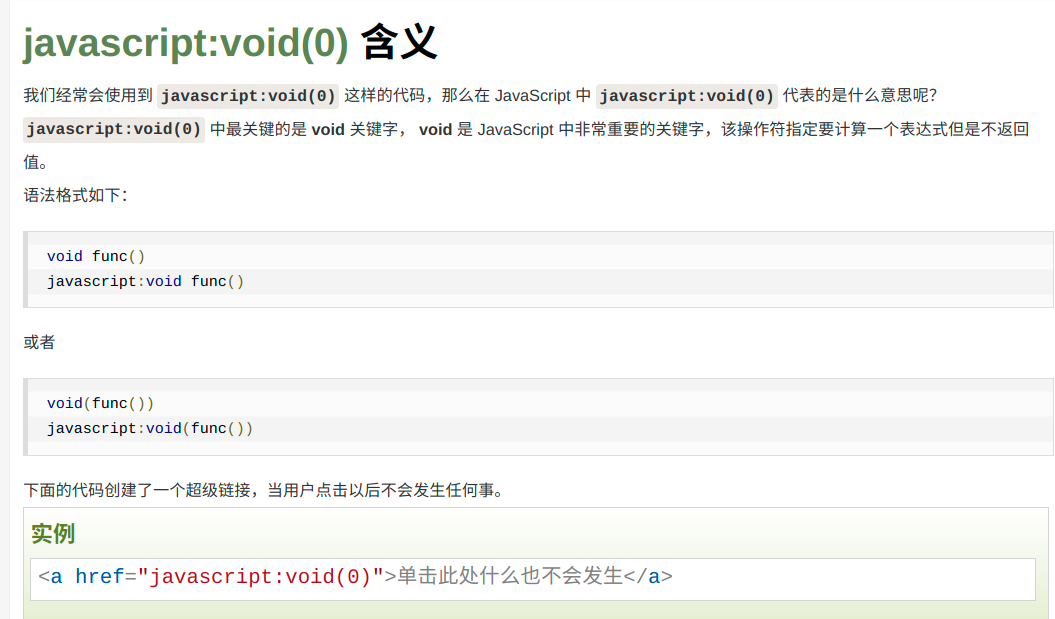 javascript:void(0) 含义
我们经常会使用到 javascript:void(0) 这样的代码，那么在 JavaScript 中 javascript:void(0) 代表的是什么意思呢？
javascript:void(0) 中最关键的是 void 关键字， void 是 JavaScript 中非常重要的关键字，该操作符指定要计算一个表达式但是不返回
值。
语法格式如下：
void func()
javascript:void func()
或者
void(func())
javascript:void(func())
下面的代码创建了一个超级链接，当用户点击以后不会发生任何事。
实例
<a href="javascript:void(0)">单击此处什么也不会发生</a>